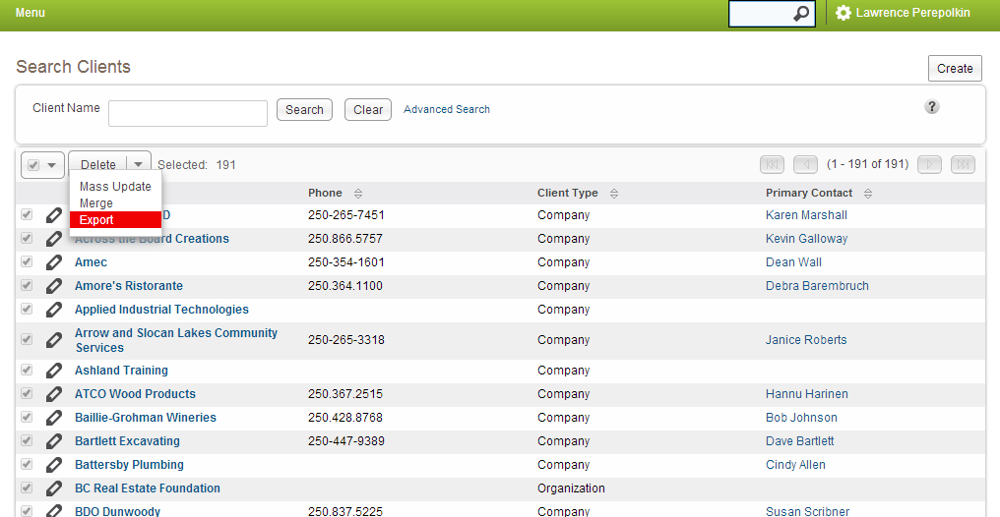 Menu
Lawrence Perepolkin
Search Clients
Create
Client Name
Search
Clear
Advanced Search
?
Delete
Selected: 191
(1 - 191 of 191)
Mass Update
Merge
Export
Phone Client Type Primary Contact
D 250-265-7451 Company Karen Marshall
Across the Board Creations 250.866.5757 Company Kevin Galloway
Amec 250-354-1601 Company Dean Wall
Amore's Ristorante 250.364.1100 Company Debra Barembruch
Applied Industrial Technologies Company
Arrow and Slocan Lakes Community
Services 250-265-3318 Company Janice Roberts
Ashland Training Company
ATCO Wood Products 250.367.2515 Company Hannu Harinen
Baillie-Grohman Wineries 250.428.8768 Company Bob Johnson
Bartlett Excavating 250-447-9389 Company Dave Bartlett
Battersby Plumbing Company Cindy Allen
BC Real Estate Foundation Organization
BDO Dunwoody 250.837.5225 Company Susan Scribner